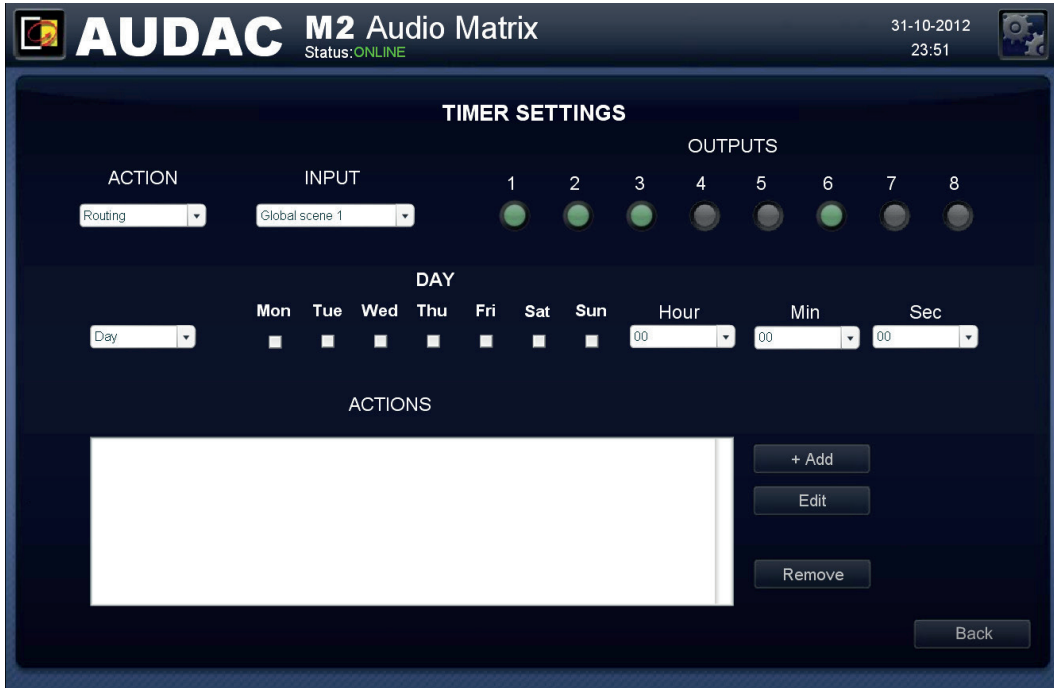 AUDAC
M2 Audio Matrix
Status:ONLINE
31-10-2012
23:51
TIMER SETTINGS
OUTPUTS
ACTION INPUT 1 2 3 4 5 6 7 8
Routing Global scene 1
DAY
Mon Tue Wed Thu Fri Sat Sun Hour Min Sec
Day 00 00 00
ACTIONS
+ Add
Edit
Remove
Back